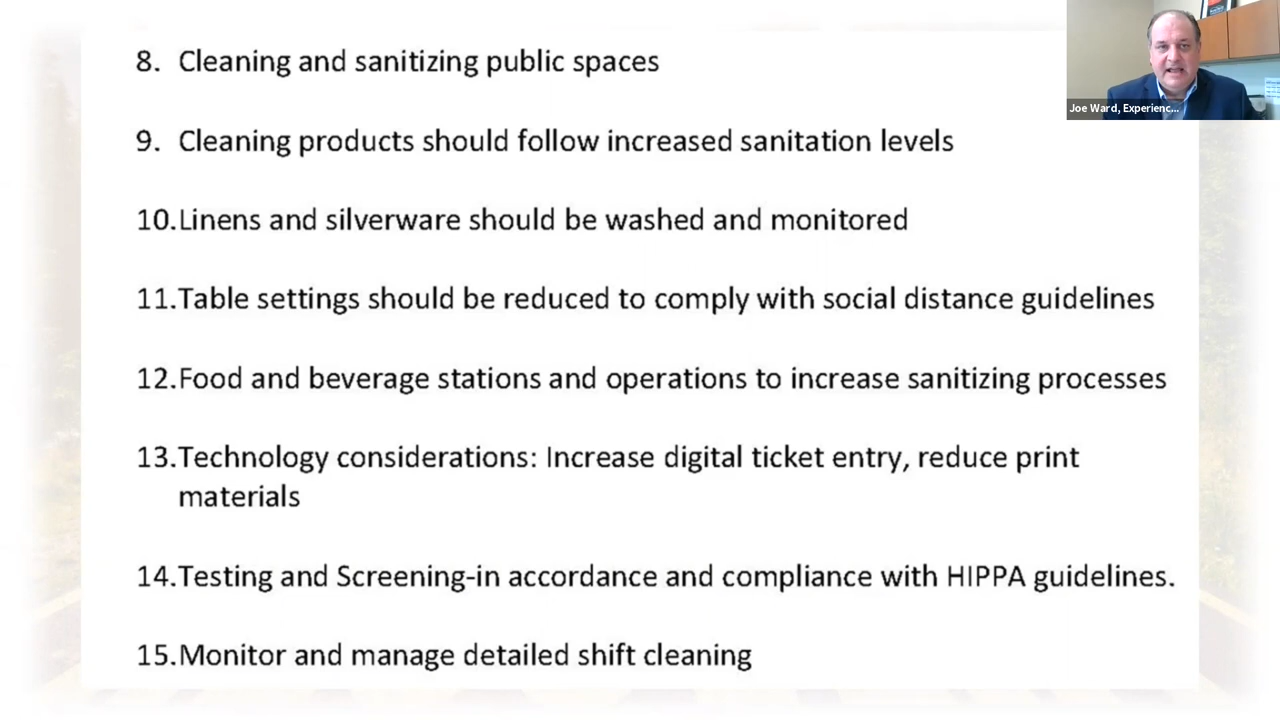 8. Cleaning and sanitizing public spaces
9. Cleaning products should follow increased sanitation levels
10.Linens and silverware should be washed and monitored
11.Table settings should be reduced to comply with social distance guidelines
12.Food and beverage stations and operations to increase sanitizing processes
13.Technology considerations: Increase digital ticket entry, reduce print
materials
14.Testing and Screening-in accordance and compliance with HIPPA guidelines.
15.Monitor and manage detailed shift cleaning
Joe Ward, Experienc...